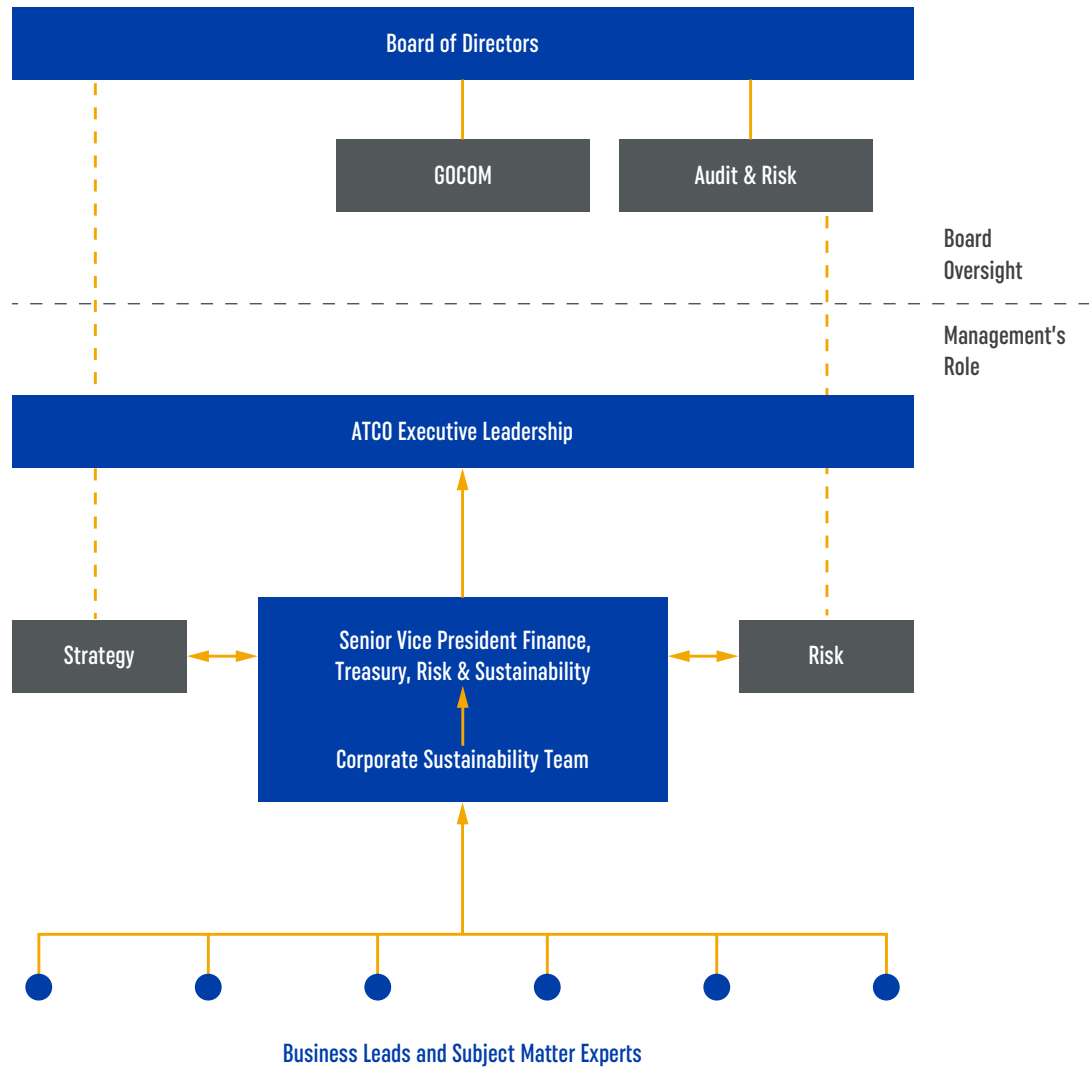 Board of Directors
GOCOM
Audit & Risk
Board
Oversight
Management's
Role
ATCO Executive Leadership
Strategy
Senior Vice President Finance,
Treasury, Risk & Sustainability
Risk
Corporate Sustainability Team
Business Leads and Subject Matter Experts